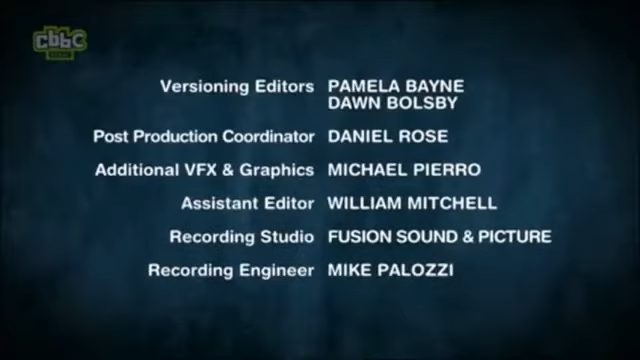 cbbc
Versioning Editors PAMELA BAYNE
DAWN BOLSBY
Post Production Coordinator DANIEL ROSE
Additional VFX & Graphics MICHAEL PIERRO
Assistant Editor WILLIAM MITCHELL
Recording Studio FUSION SOUND & PICTURE
Recording Engineer MIKE PALOZZI